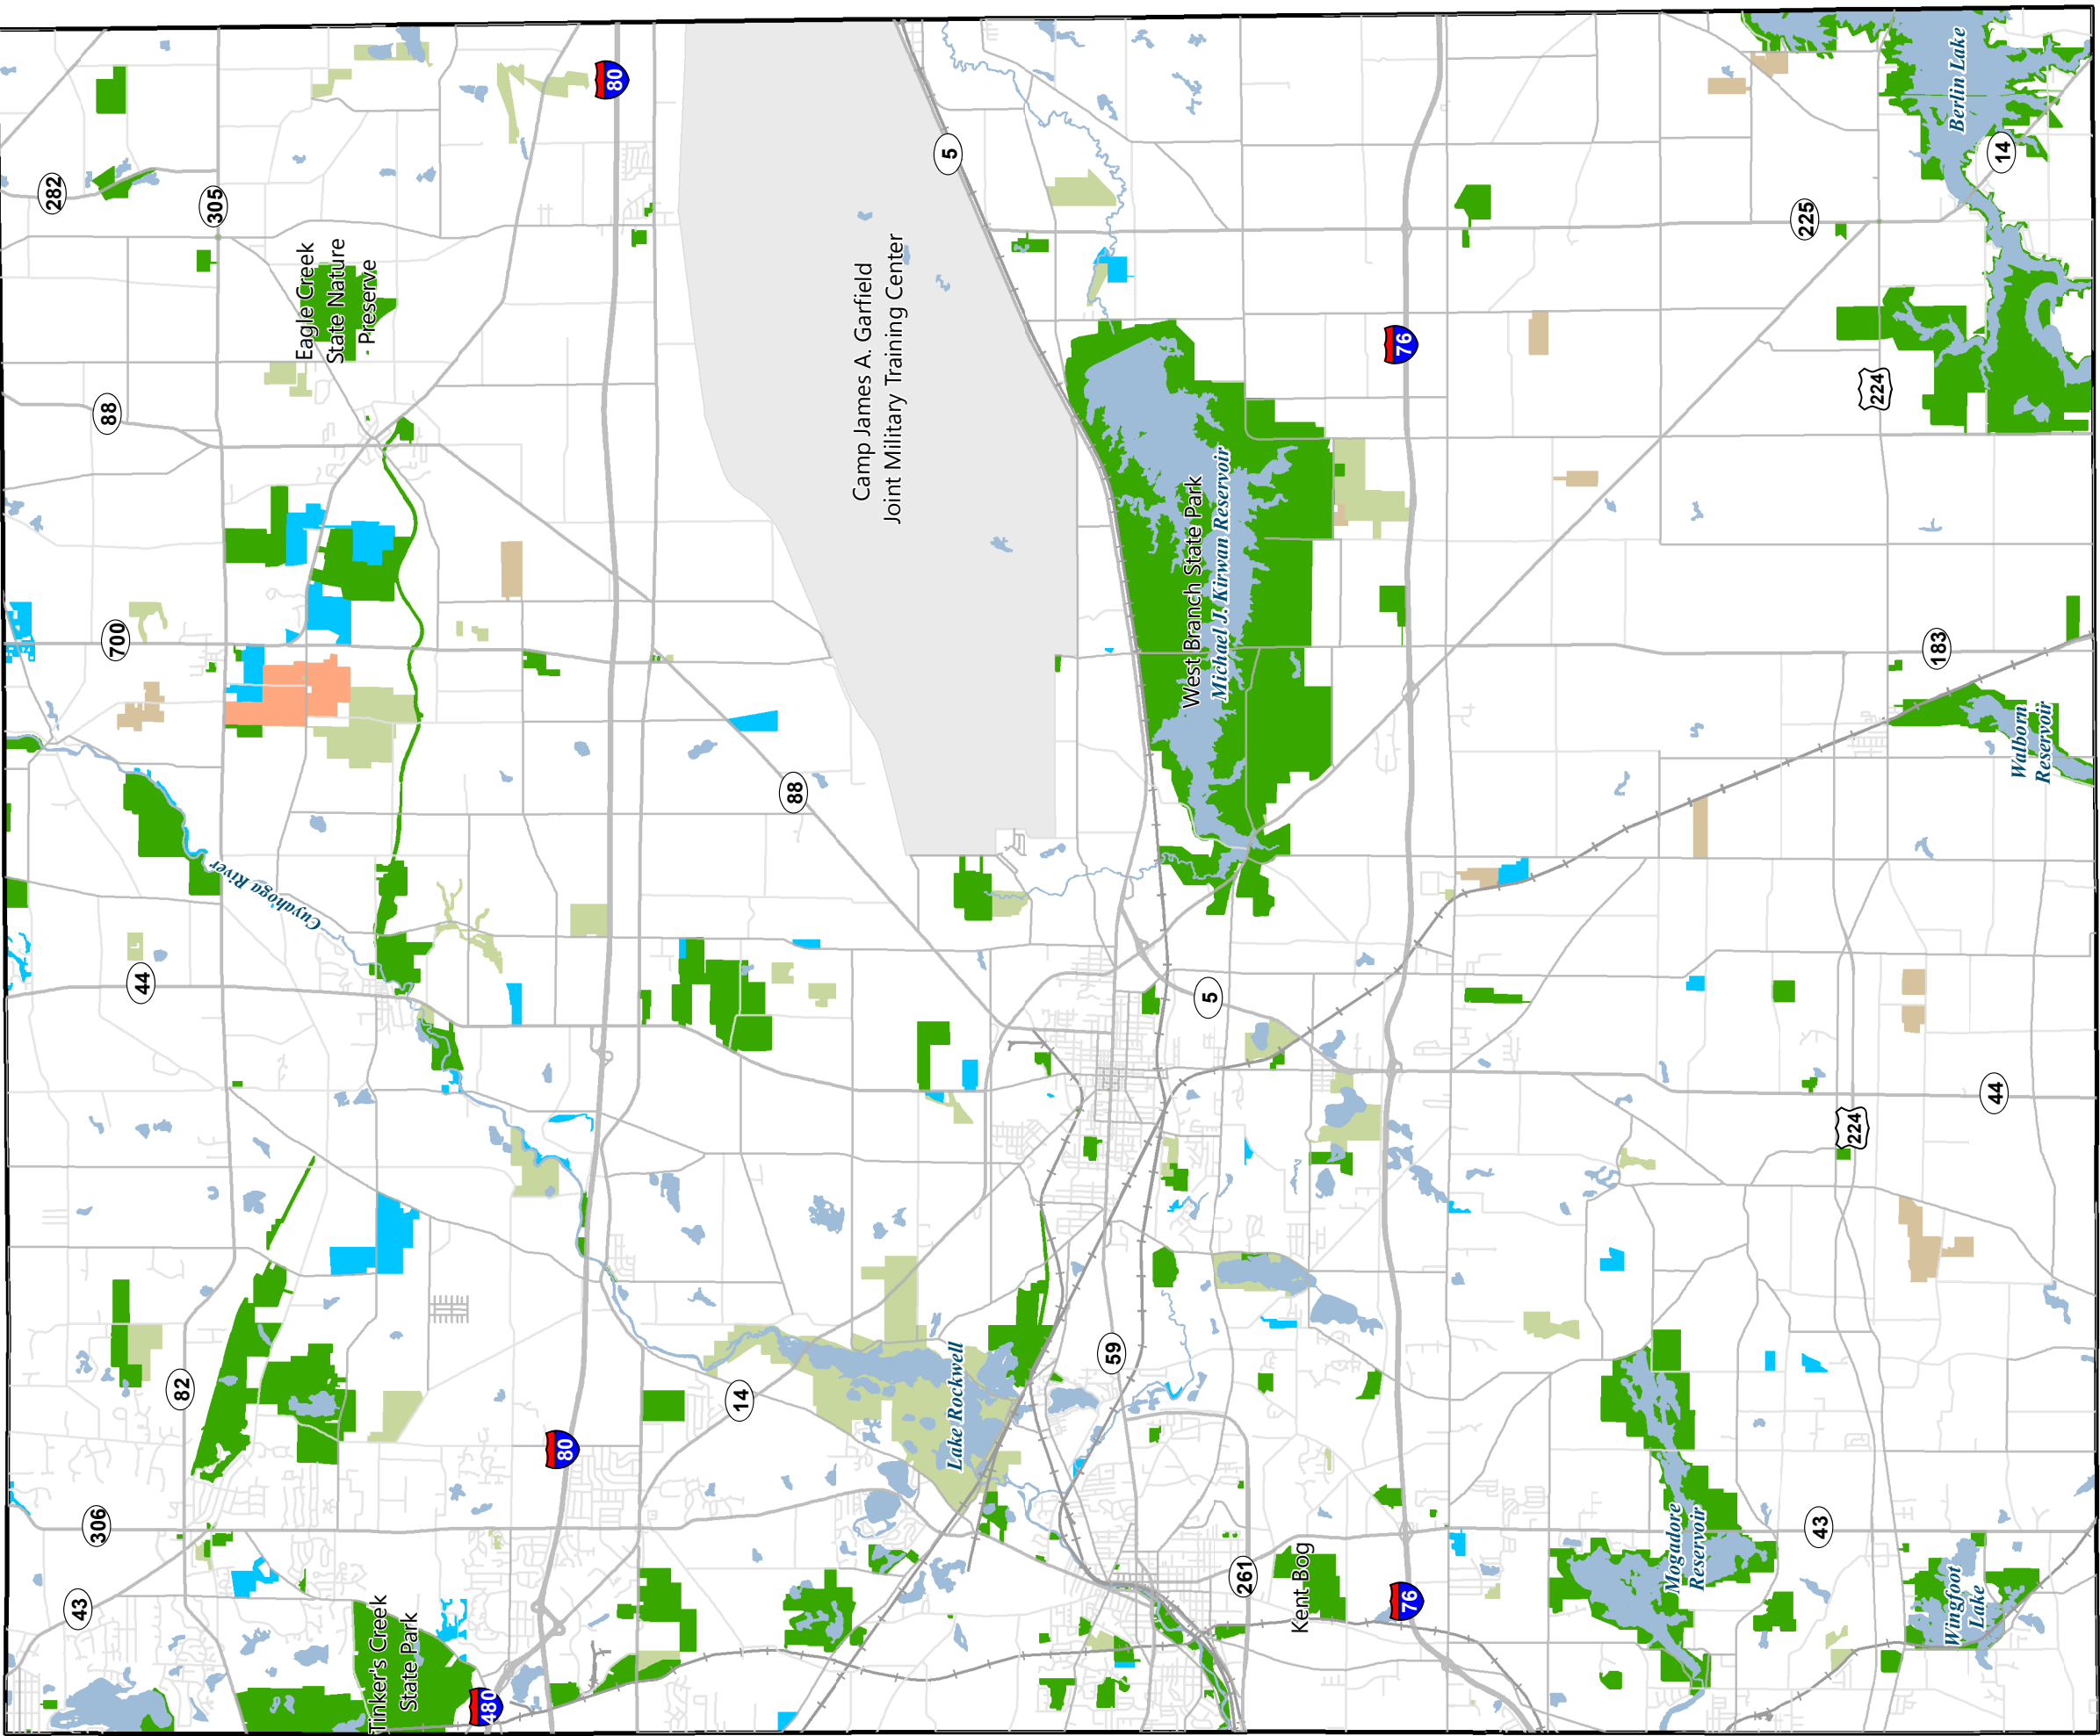 282
305
88
700
44
82
306
43
480
Eagle Creek
State Nature
Preserve
Cuyahoga River
Tinker's Creek
State Park
80
80
88
14
Camp James A. Garfield
Joint Military Training Center
5
Lake Rockwell
59
West Branch State Park
Michael J. Kirwan Reservoir
5
261
Kent Bog
76
76
225
224
224
183
44
43
14
Berlin Lake
Walborn
Reservoir
Mogadore
Reservoir
Wingfoot
Lake